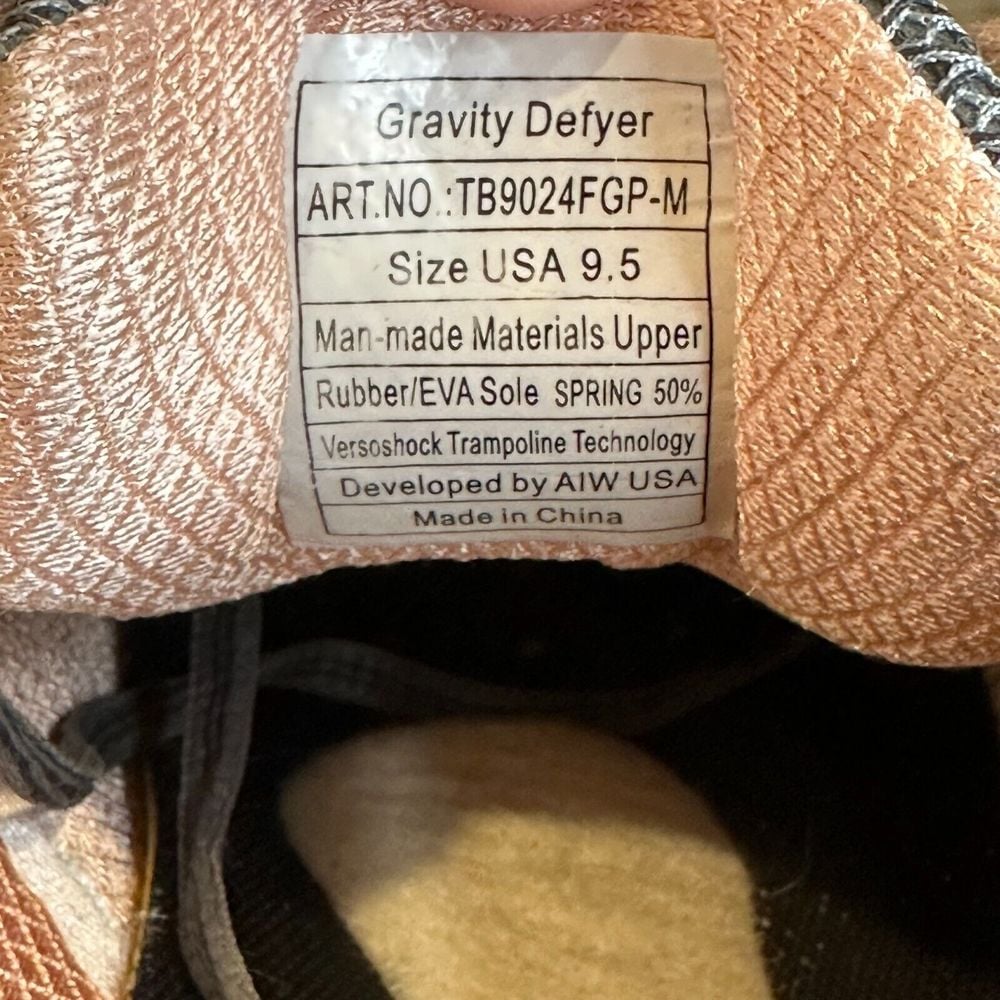 Gravity Defyer
ART.NO.:TB9024FGP-M
Size USA 9.5
Man-made Materials Upper
Rubber/EVA Sole SPRING 50%
Versoshock Trampoline Technology
Developed by AIW USA
Made in China